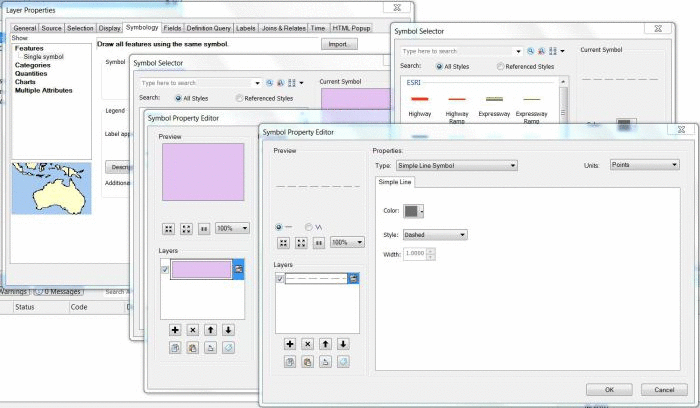 Layer Properties
General Source Selection Display Symbology Fields Definition Query Labels Joins & Relates Time HTML Popup
Show:
Features
Single symbol
Categories
Quantities
Charts
Multiple Attributes
Draw all features using the same symbol.
Import...
Symbol
Legend
Additional
Symbol Selector
Type here to search
Search:
All Styles
Referenced Styles
Current Symbol
Symbol Selector
Type here to search
Search:
All Styles
Referenced Styles
Current Symbol
ESRI
Highway
Highway Ramp
Expressway
Expressway Ramp
Symbol Property Editor
Preview
100%
Layers
Symbol Property Editor
Preview
100%
Layers
Properties:
Type:
Simple Line Symbol
Units:
Points
Simple Line
Color:
Style:
Dashed
Width:
1.0000
OK
Cancel
Warnings
0 Messages
Search
Status
Code